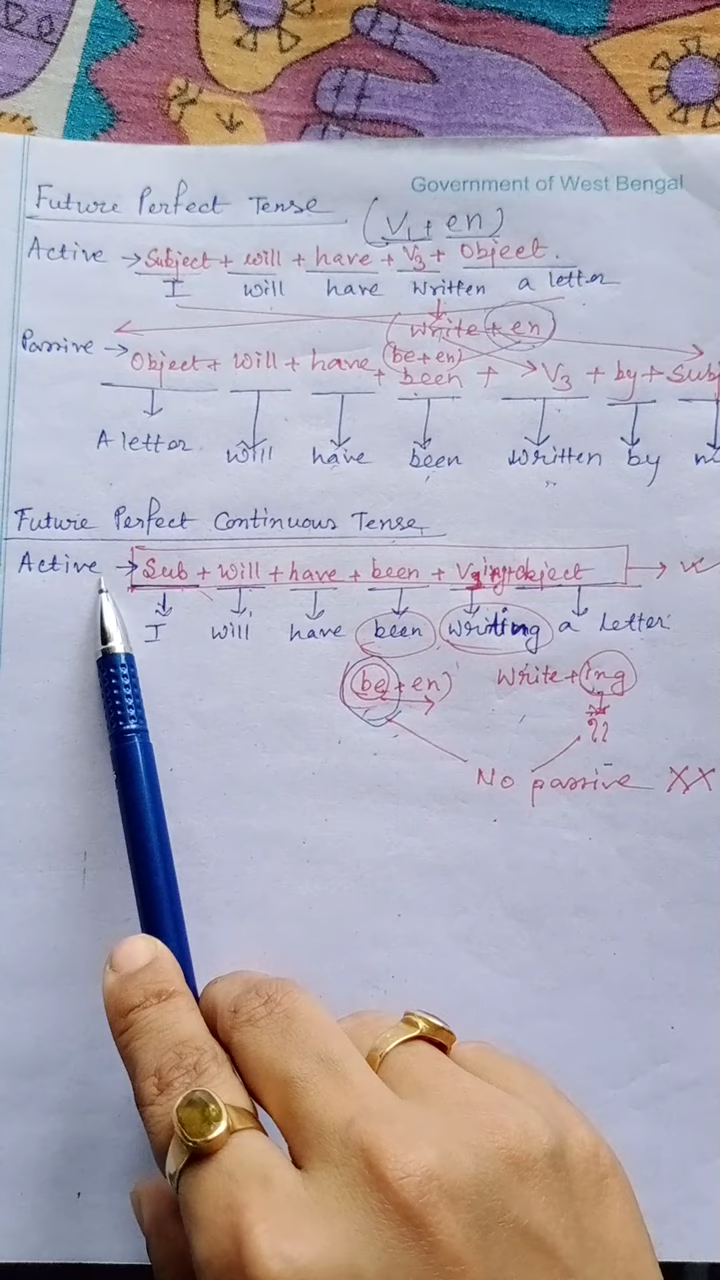 Government of West Bengal
Future Perfect Tense
(V1 + en)
Active → Subject + will + have + V3 + Object.
I will have written a letter
(write + en)
Passive → Object + will + have + been + V3 + by + Sub
(be + en)
A letter will have been written by
Future Perfect Continuous Tense
Active → Sub + will + have + been + Ving + object →
I will have been writing a letter
(be + en) write + ing
??
No passive XX